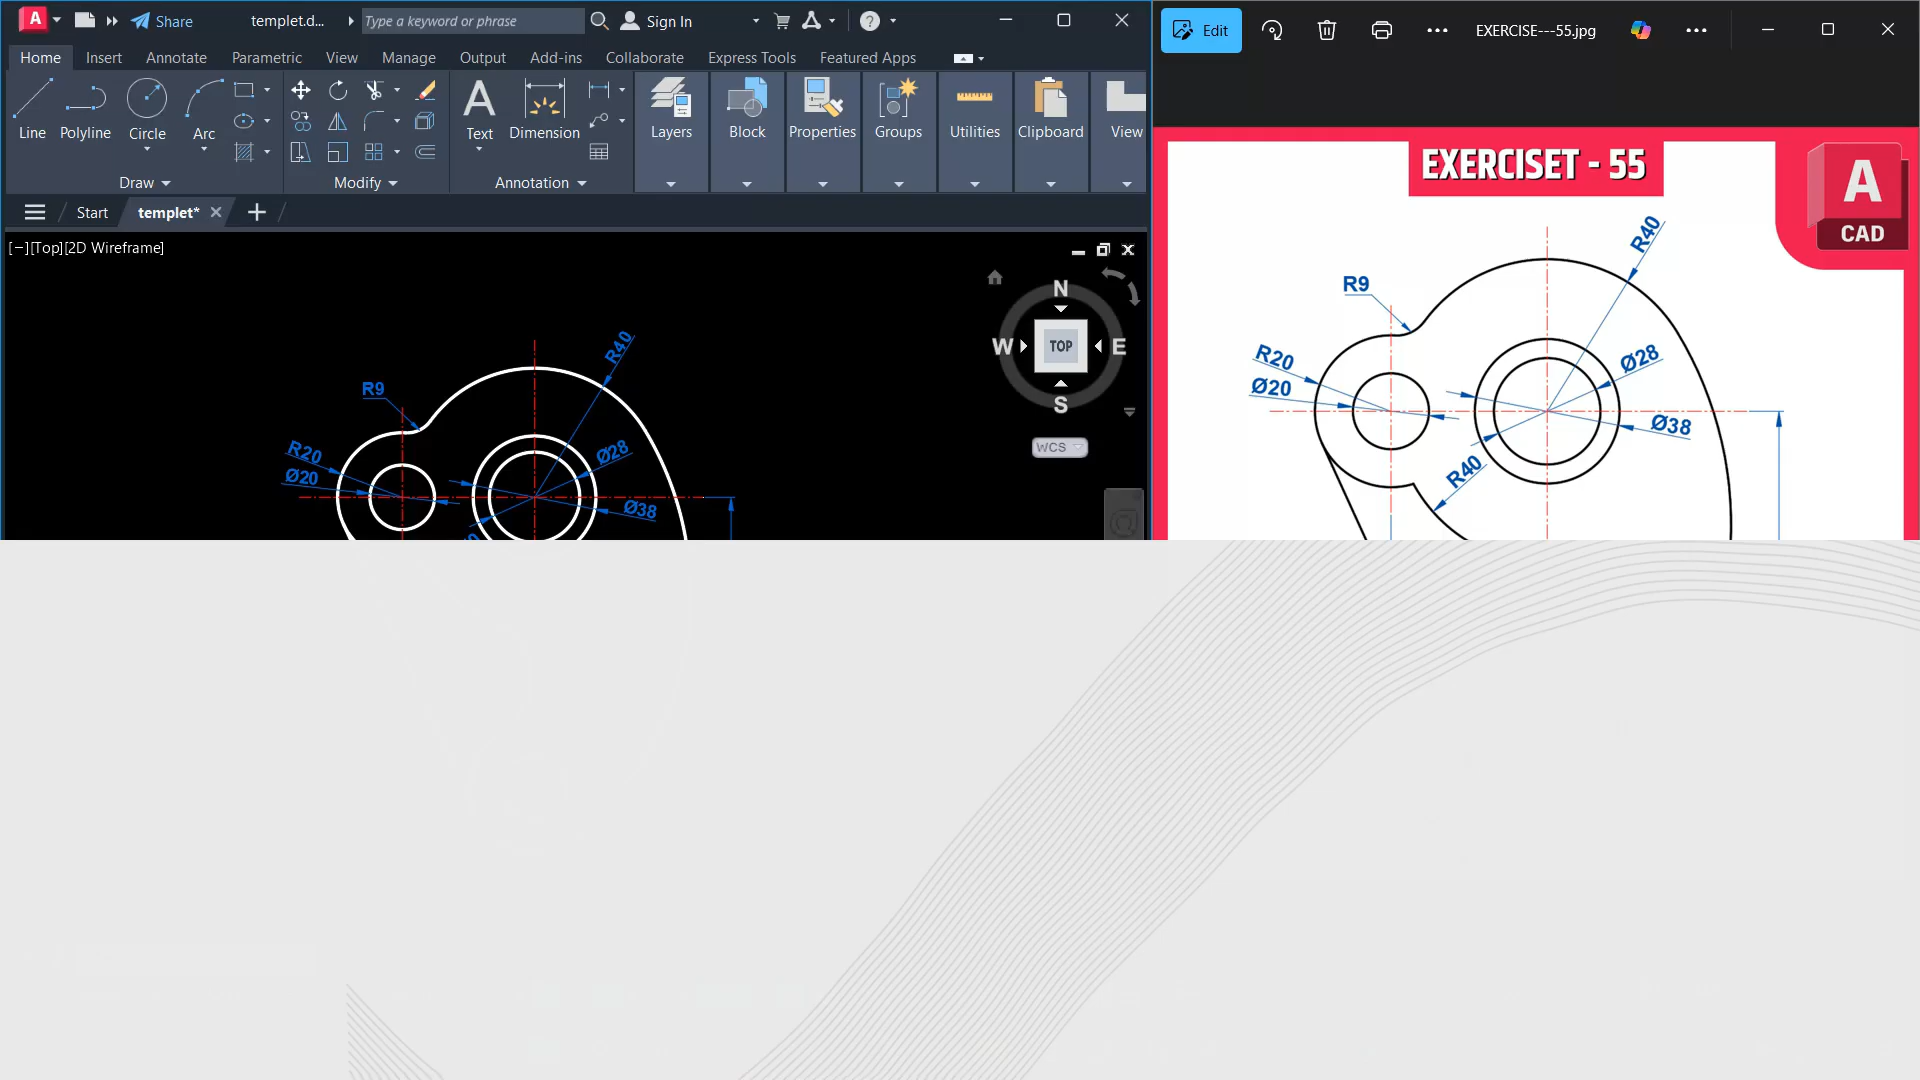 A
Share
templet.d...
Type a keyword or phrase
Sign In
?
Home Insert Annotate Parametric View Manage Output Add-ins Collaborate Express Tools Featured Apps
Line Polyline Circle Arc
A Text Dimension
Layers Block Properties Groups Utilities Clipboard View
Draw Modify Annotation
Start templet*
[−][Top][2D Wireframe]
N
W TOP E
S
WCS
R40
R9
R20
Ø20
Ø28
Ø38
Edit
EXERCISE---55.jpg
EXERCISET - 55
A
CAD
R40
R9
R20
Ø20
Ø28
Ø38
R40